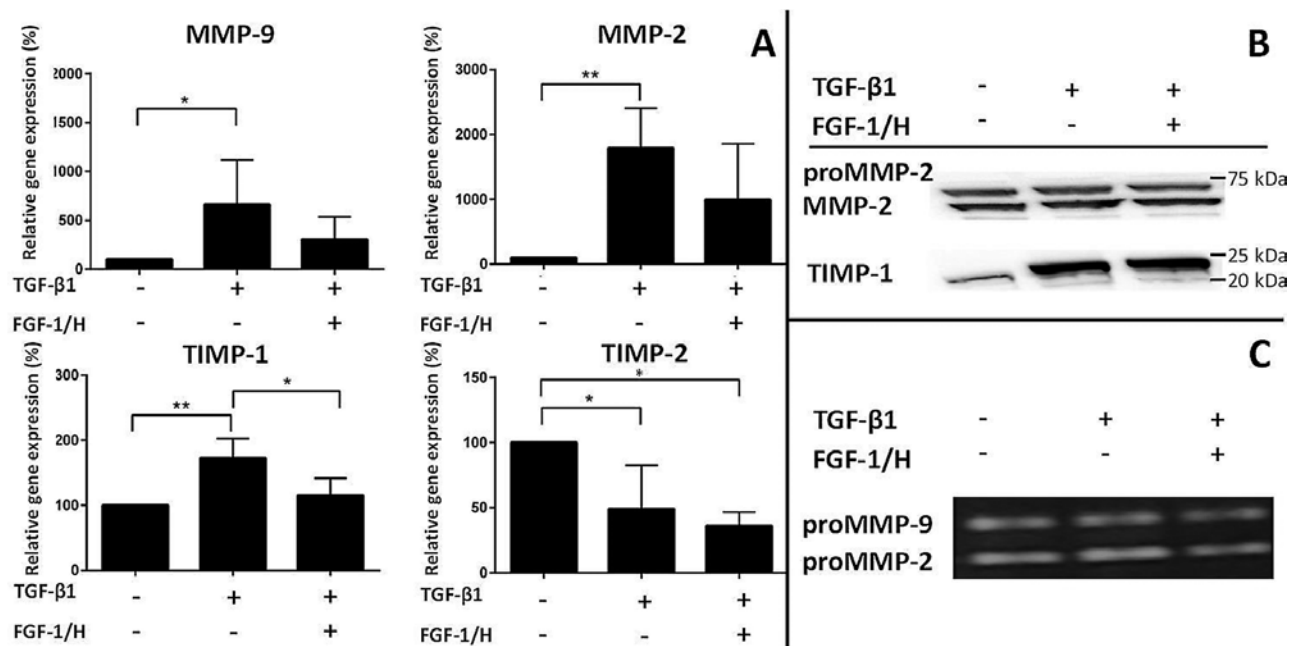 A
MMP-9
Relative gene expression (%)
2000
1500
1000
500
0
*
TGF-β1 - + +
FGF-1/H - - +
MMP-2
Relative gene expression (%)
3000
2000
1000
0
**
TGF-β1 - + +
FGF-1/H - - +
TIMP-1
Relative gene expression (%)
300
200
100
0
** *
TGF-β1 - + +
FGF-1/H - - +
TIMP-2
Relative gene expression (%)
150
100
50
0
*
*
TGF-β1 - + +
FGF-1/H - - +
B
TGF-β1 - + +
FGF-1/H - - +
proMMP-2 75 kDa
MMP-2
25 kDa
TIMP-1 20 kDa
C
TGF-β1 - + +
FGF-1/H - - +
proMMP-9
proMMP-2